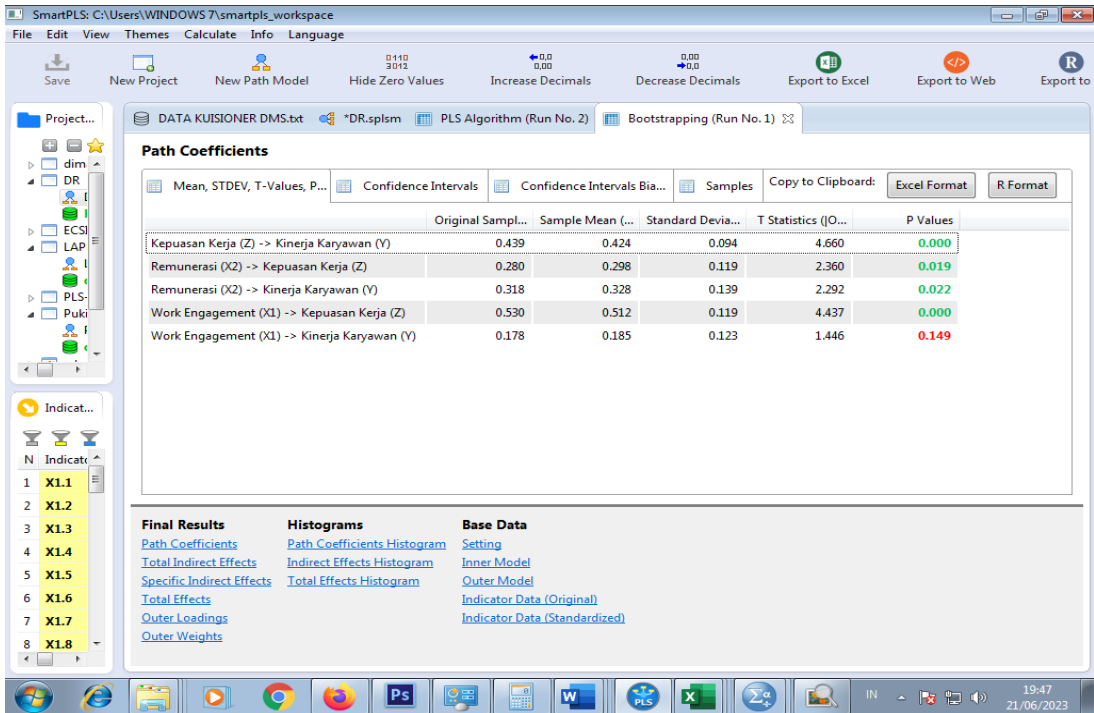 SmartPLS: C:\Users\WINDOWS 7\smartpls_workspace
File Edit View Themes Calculate Info Language
Save New Project New Path Model Hide Zero Values Increase Decimals Decrease Decimals Export to Excel Export to Web Export to
Project... DATA KUISIONER DMS.txt *DR.splsm PLS Algorithm (Run No. 2) Bootstrapping (Run No. 1)
Path Coefficients
Mean, STDEV, T-Values, P... Confidence Intervals Confidence Intervals Bia... Samples Copy to Clipboard: Excel Format R Format
Original Sampl... Sample Mean (... Standard Devia... T Statistics (|O... P Values
Kepuasan Kerja (Z) -> Kinerja Karyawan (Y) 0.439 0.424 0.094 4.660 0.000
Remunerasi (X2) -> Kepuasan Kerja (Z) 0.280 0.298 0.119 2.360 0.019
Remunerasi (X2) -> Kinerja Karyawan (Y) 0.318 0.328 0.139 2.292 0.022
Work Engagement (X1) -> Kepuasan Kerja (Z) 0.530 0.512 0.119 4.437 0.000
Work Engagement (X1) -> Kinerja Karyawan (Y) 0.178 0.185 0.123 1.446 0.149
DR
ECSI
LAP
PLS-
Puki
Indicat...
N Indicat
1 X1.1
2 X1.2
3 X1.3
4 X1.4
5 X1.5
6 X1.6
7 X1.7
8 X1.8
Final Results Histograms Base Data
Path Coefficients Path Coefficients Histogram Setting
Total Indirect Effects Indirect Effects Histogram Inner Model
Specific Indirect Effects Total Effects Histogram Outer Model
Total Effects Indicator Data (Original)
Outer Loadings Indicator Data (Standardized)
Outer Weights
IN 19:47
21/06/2023